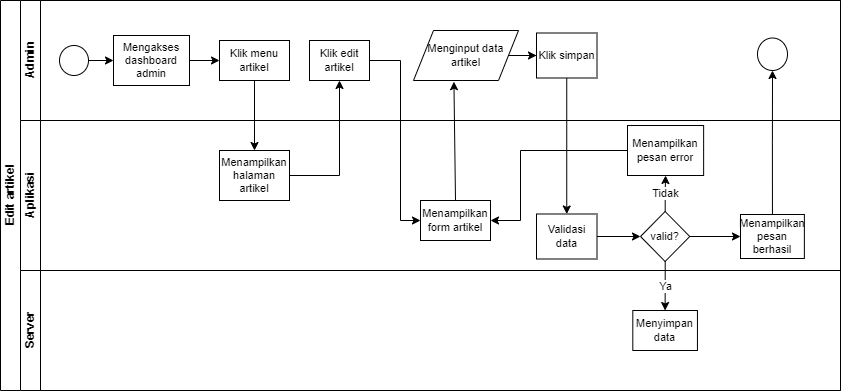 Edit artikel
Admin
Mengakses
dashboard
admin
Klik menu
artikel
Klik edit
artikel
Menginput data
artikel
Klik simpan
Aplikasi
Menampilkan
halaman
artikel
Menampilkan
form artikel
Validasi
data
valid?
Tidak
Menampilkan
pesan error
Menampilkan
pesan
berhasil
Ya
Server
Menyimpan
data